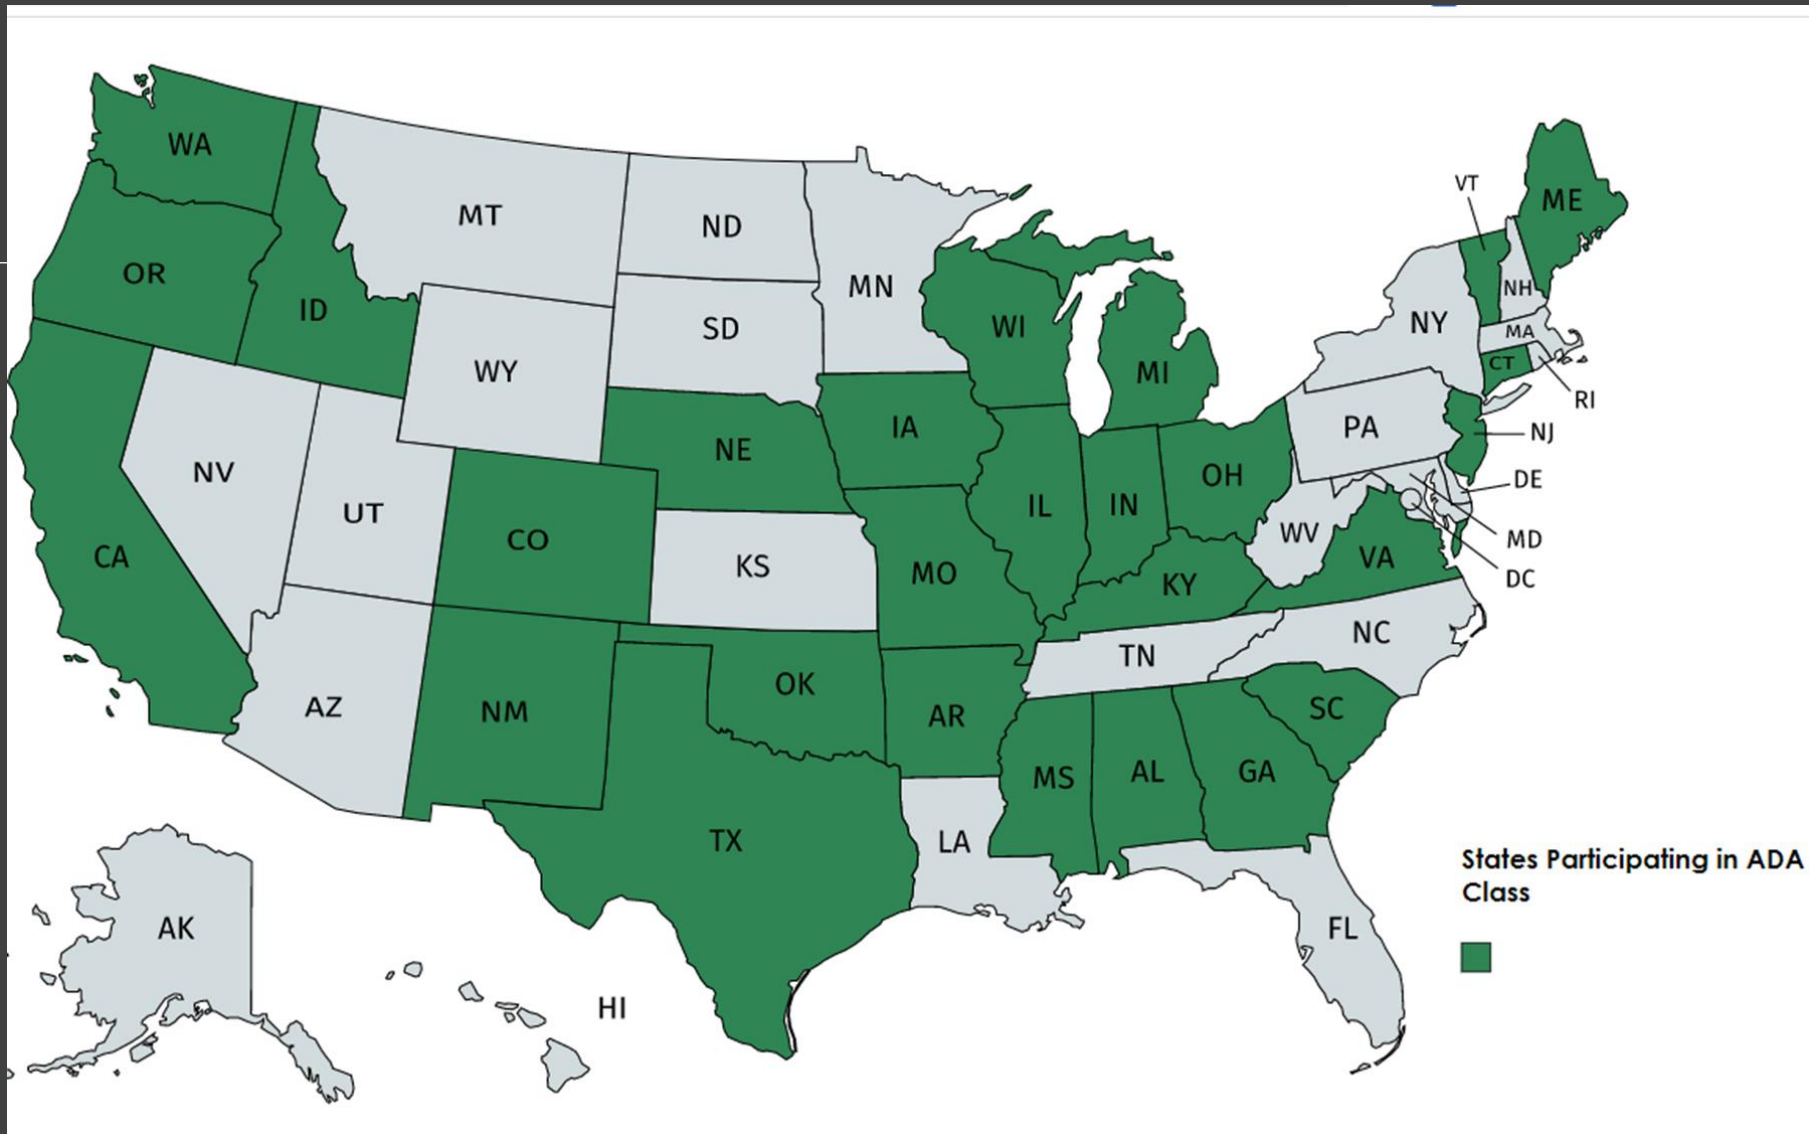 WA
MT
ND
MN
VT
ME
OR
ID
SD
WI
NH
NY
MA
WY
MI
CT
RI
NE
IA
PA
NJ
NV
UT
CO
IL
IN
OH
DE
CA
KS
MO
WV
VA
MD
KY
DC
TN
NC
AZ
NM
OK
AR
SC
MS
AL
GA
TX
LA
States Participating in ADA
Class
AK
FL
HI